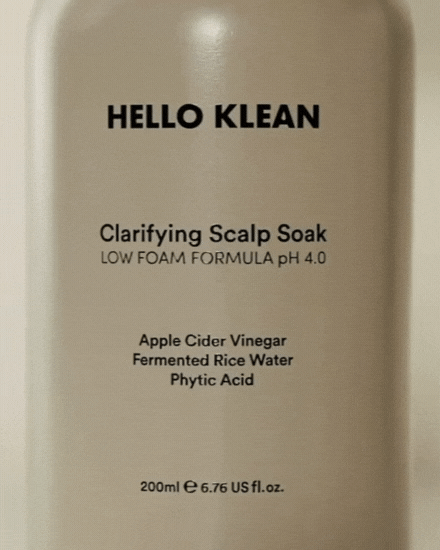 HELLO KLEAN
Clarifying Scalp Soak
LOW FOAM FORMULA pH 4.0
Apple Cider Vinegar
Fermented Rice Water
Phytic Acid
200ml ℮ 6.76 US fl.oz.